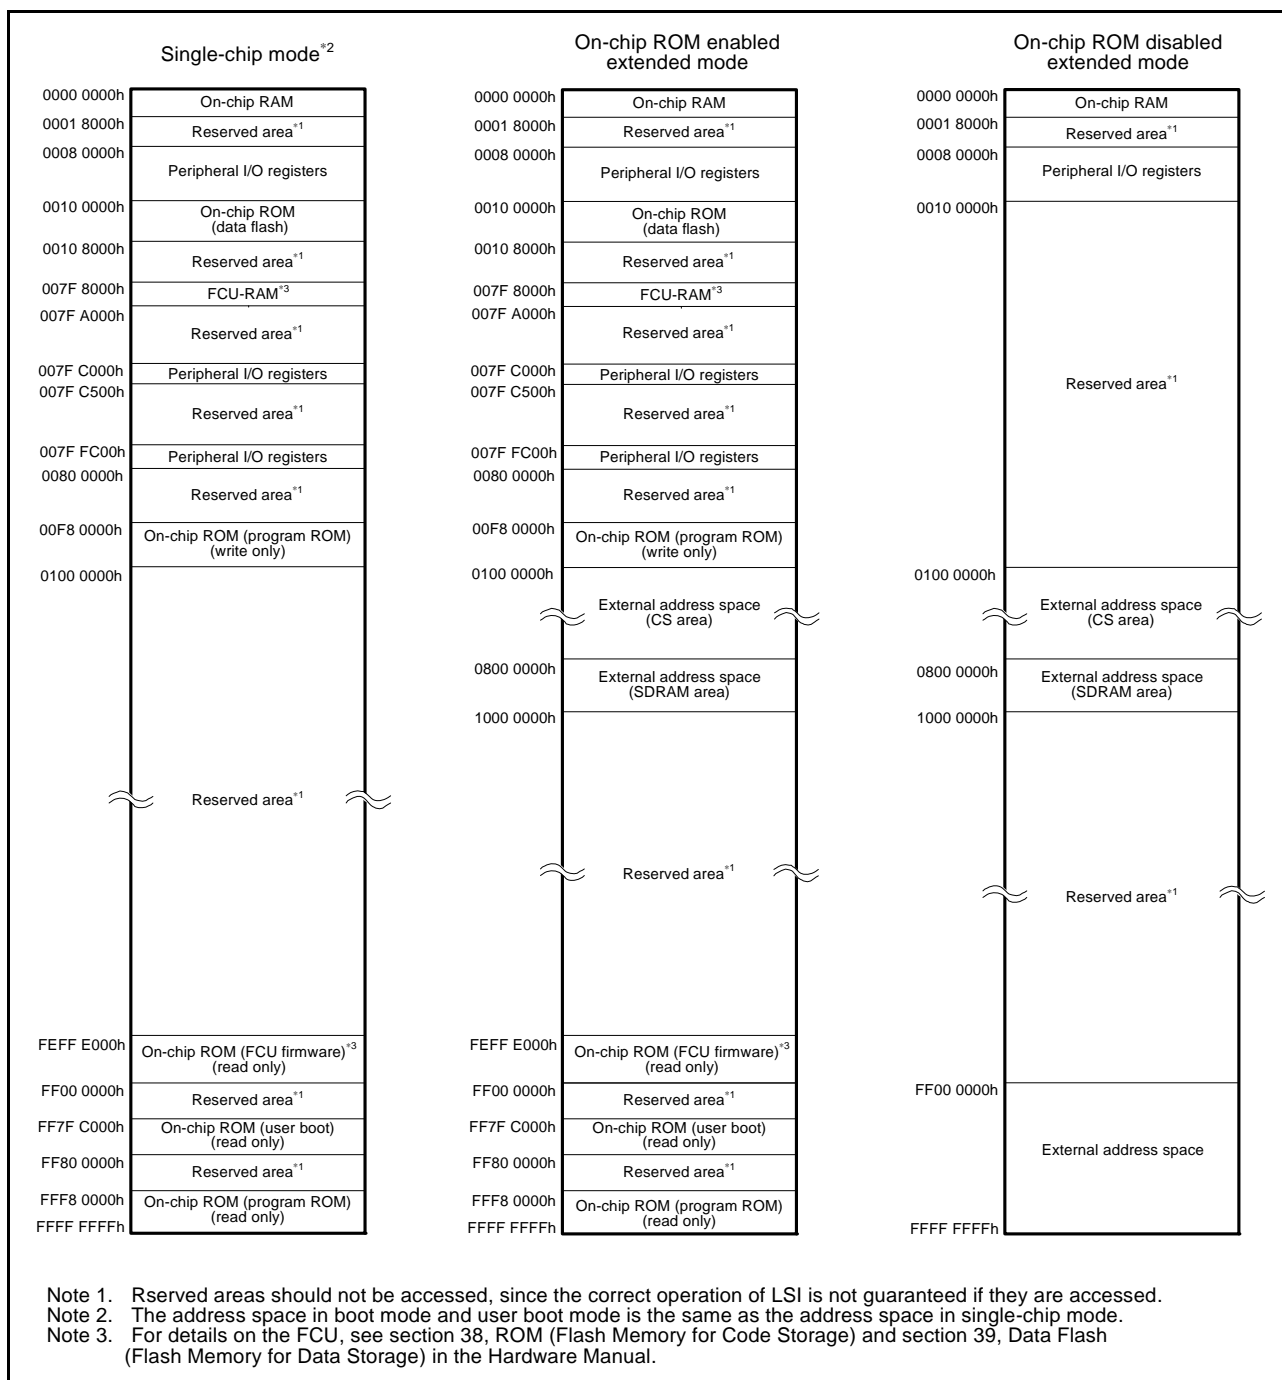 Single-chip mode*2
0000 0000h
On-chip RAM
0001 8000h
Reserved area*1
0008 0000h
Peripheral I/O registers
0010 0000h
On-chip ROM
(data flash)
0010 8000h
Reserved area*1
007F 8000h
FCU-RAM*3
007F A000h
Reserved area*1
007F C000h
Peripheral I/O registers
007F C500h
Reserved area*1
007F FC00h
Peripheral I/O registers
0080 0000h
Reserved area*1
00F8 0000h
On-chip ROM (program ROM)
(write only)
0100 0000h
Reserved area*1
FEFF E000h
On-chip ROM (FCU firmware)*3
(read only)
FF00 0000h
Reserved area*1
FF7F C000h
On-chip ROM (user boot)
(read only)
FF80 0000h
Reserved area*1
FFF8 0000h
On-chip ROM (program ROM)
(read only)
FFFF FFFFh
On-chip ROM enabled
extended mode
0000 0000h
On-chip RAM
0001 8000h
Reserved area*1
0008 0000h
Peripheral I/O registers
0010 0000h
On-chip ROM
(data flash)
0010 8000h
Reserved area*1
007F 8000h
FCU-RAM*3
007F A000h
Reserved area*1
007F C000h
Peripheral I/O registers
007F C500h
Reserved area*1
007F FC00h
Peripheral I/O registers
0080 0000h
Reserved area*1
00F8 0000h
On-chip ROM (program ROM)
(write only)
0100 0000h
External address space
(CS area)
0800 0000h
External address space
(SDRAM area)
1000 0000h
Reserved area*1
FEFF E000h
On-chip ROM (FCU firmware)*3
(read only)
FF00 0000h
Reserved area*1
FF7F C000h
On-chip ROM (user boot)
(read only)
FF80 0000h
Reserved area*1
FFF8 0000h
On-chip ROM (program ROM)
(read only)
FFFF FFFFh
On-chip ROM disabled
extended mode
0000 0000h
On-chip RAM
0001 8000h
Reserved area*1
0008 0000h
Peripheral I/O registers
0010 0000h
Reserved area*1
0100 0000h
External address space
(CS area)
0800 0000h
External address space
(SDRAM area)
1000 0000h
Reserved area*1
FF00 0000h
External address space
FFFF FFFFh
Note 1. Rserved areas should not be accessed, since the correct operation of LSI is not guaranteed if they are accessed.
Note 2. The address space in boot mode and user boot mode is the same as the address space in single-chip mode.
Note 3. For details on the FCU, see section 38, ROM (Flash Memory for Code Storage) and section 39, Data Flash
(Flash Memory for Data Storage) in the Hardware Manual.